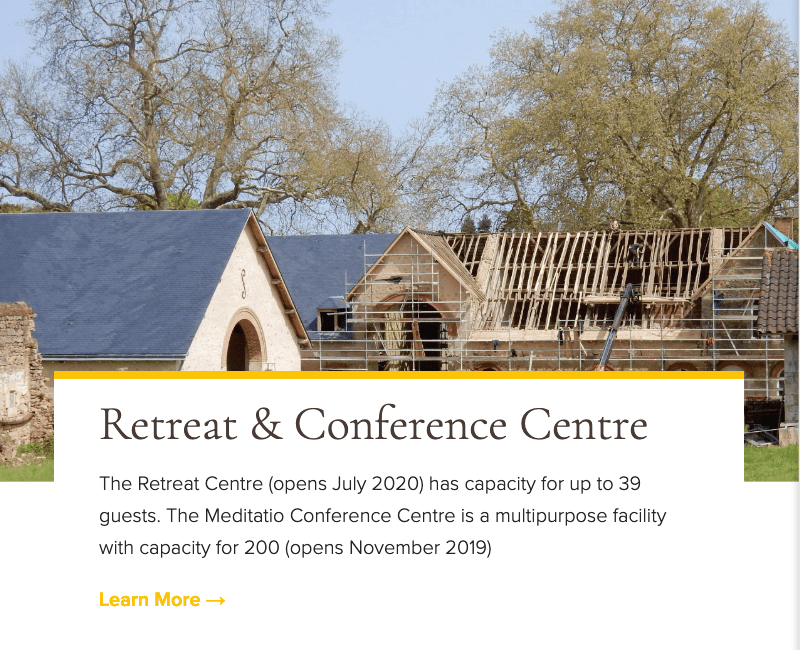 Retreat & Conference Centre
The Retreat Centre (opens July 2020) has capacity for up to 39
guests. The Meditatio Conference Centre is a multipurpose facility
with capacity for 200 (opens November 2019)
Learn More →